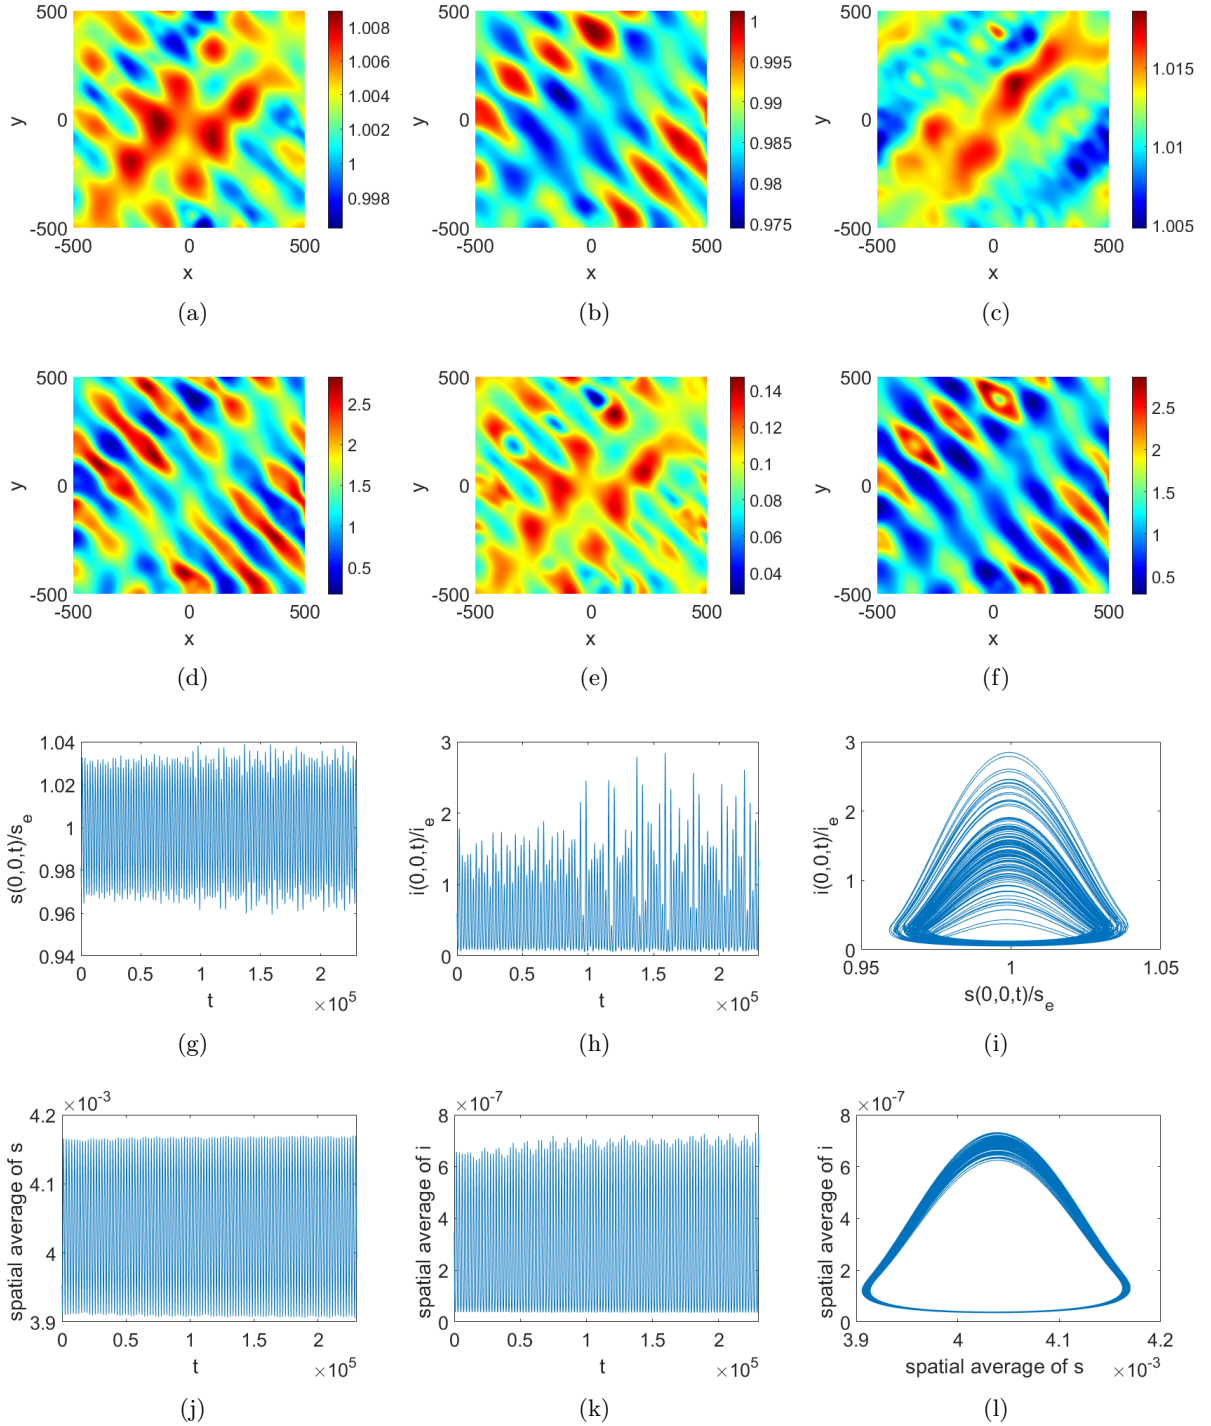 500
0
-500
y
-500 0 500
x
1.008
1.006
1.004
1.002
1
0.998
(a)
500
0
-500
y
-500 0 500
x
1
0.995
0.99
0.985
0.98
0.975
(b)
500
0
-500
y
-500 0 500
x
1.015
1.01
1.005
(c)
500
0
-500
y
-500 0 500
x
2.5
2
1.5
1
0.5
(d)
500
0
-500
y
-500 0 500
x
0.14
0.12
0.1
0.08
0.06
0.04
(e)
500
0
-500
y
-500 0 500
x
2.5
2
1.5
1
0.5
(f)
1.04
1.02
1
0.98
0.96
0.94
s(0,0,t)/s_e
0 0.5 1 1.5 2
t
×10^5
(g)
3
2
1
0
i(0,0,t)/i_e
0 0.5 1 1.5 2
t
×10^5
(h)
3
2
1
0
i(0,0,t)/i_e
0.95 1 1.05
s(0,0,t)/s_e
(i)
×10^-3
4.2
4.1
4
3.9
spatial average of s
0 0.5 1 1.5 2
t
×10^5
(j)
×10^-7
8
6
4
2
0
spatial average of i
0 0.5 1 1.5 2
t
×10^5
(k)
×10^-7
8
6
4
2
0
spatial average of i
3.9 4 4.1 4.2
spatial average of s
×10^-3
(l)